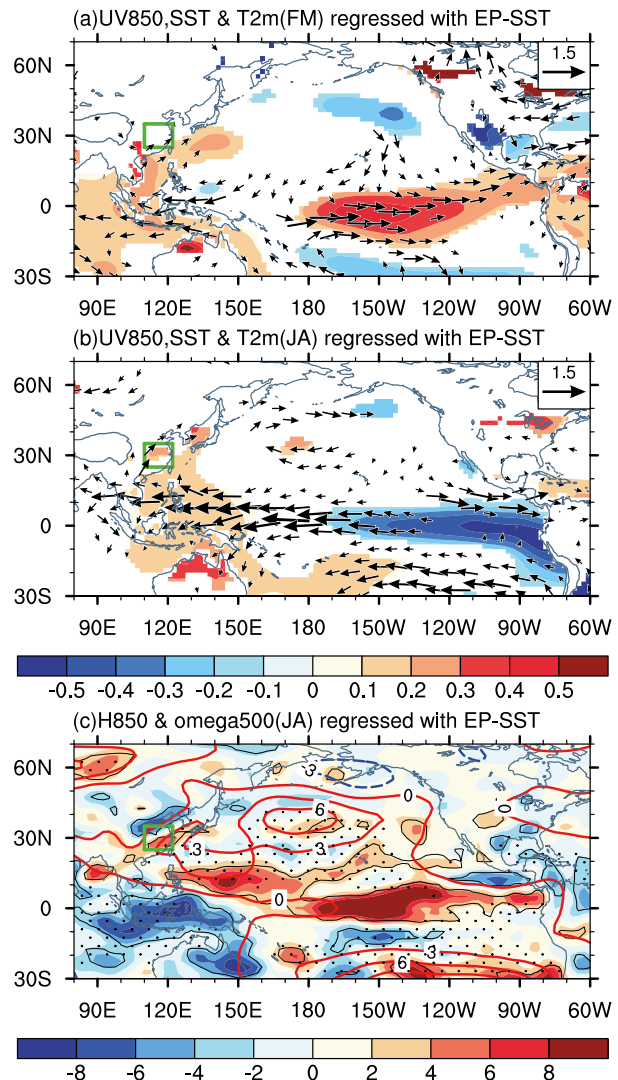 (a)UV850,SST & T2m(FM) regressed with EP-SST
1.5
60N
30N
0
30S
90E 120E 150E 180 150W 120W 90W 60W
(b)UV850,SST & T2m(JA) regressed with EP-SST
1.5
60N
30N
0
30S
90E 120E 150E 180 150W 120W 90W 60W
-0.5 -0.4 -0.3 -0.2 -0.1 0 0.1 0.2 0.3 0.4 0.5
(c)H850 & omega500(JA) regressed with EP-SST
60N
-3
0
0
6
30N
3
3
0
0
3
30S
6
90E 120E 150E 180 150W 120W 90W 60W
-8 -6 -4 -2 0 2 4 6 8